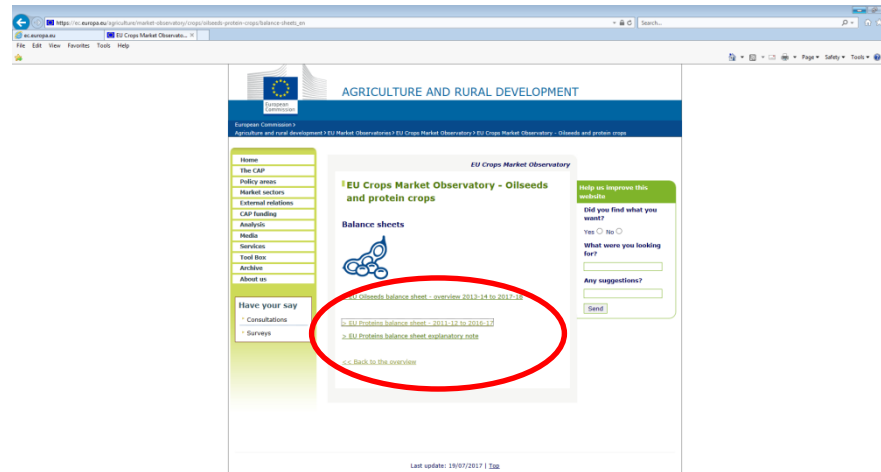 https://ec.europa.eu/agriculture/market-observatory/crops/oilseeds-protein-crops/balance-sheets_en
Search...
ec.europa.eu
EU Crops Market Observato...
File Edit View Favorites Tools Help
Page Safety Tools
European
Commission
AGRICULTURE AND RURAL DEVELOPMENT
European Commission >
Agriculture and rural development > EU Market Observatories > EU Crops Market Observatory > EU Crops Market Observatory - Oilseeds and protein crops
Home
The CAP
Policy areas
Market sectors
External relations
CAP funding
Analysis
Media
Services
Tool Box
Archive
About us
Have your say
Consultations
Surveys
EU Crops Market Observatory
EU Crops Market Observatory - Oilseeds
and protein crops
Balance sheets
> EU Oilseeds balance sheet - overview 2013-14 to 2017-18
> EU Proteins balance sheet - 2011-12 to 2016-17
> EU Proteins balance sheet explanatory note
<< Back to the overview
Help us improve this
website
Did you find what you
want?
Yes No
What were you looking
for?
Any suggestions?
Send
Last update: 19/07/2017 | Top